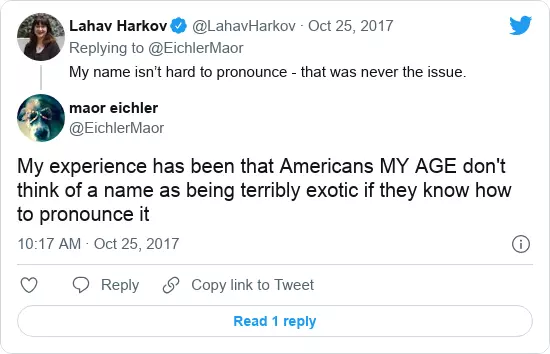 Lahav Harkov @LahavHarkov · Oct 25, 2017
Replying to @EichlerMaor
My name isn’t hard to pronounce - that was never the issue.
maor eichler
@EichlerMaor
My experience has been that Americans MY AGE don't
think of a name as being terribly exotic if they know how
to pronounce it
10:17 AM · Oct 25, 2017
Reply
Copy link to Tweet
Read 1 reply